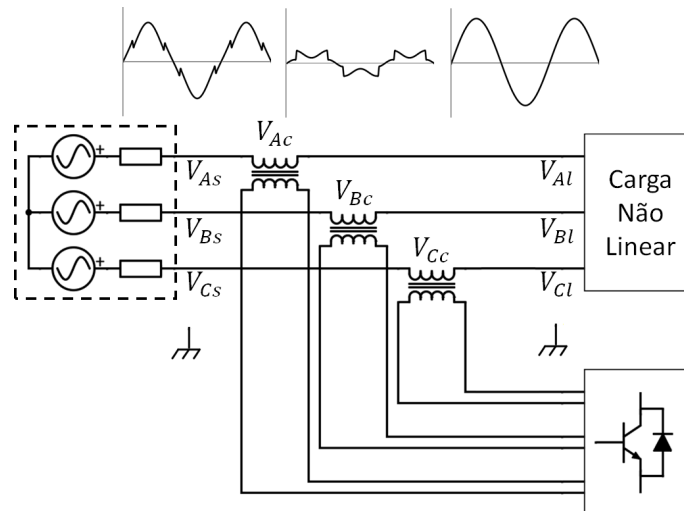 V_{Ac}
V_{As}
V_{Al}
V_{Bc}
V_{Bs}
V_{Bl}
V_{Cc}
V_{Cs}
V_{Cl}
+
+
+
Carga
Não
Linear